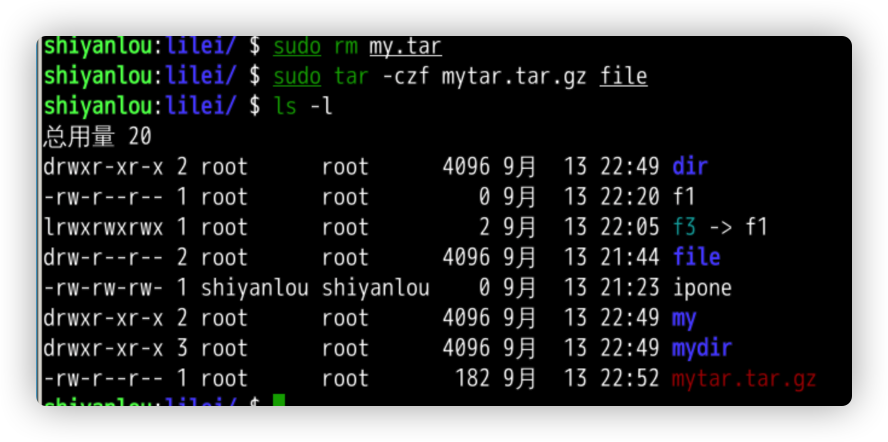 shiyanlou:lilei/ $ sudo rm my.tar
shiyanlou:lilei/ $ sudo tar -czf mytar.tar.gz file
shiyanlou:lilei/ $ ls -l
总用量 20
drwxr-xr-x 2 root root 4096 9月 13 22:49 dir
-rw-r--r-- 1 root root 0 9月 13 22:20 f1
lrwxrwxrwx 1 root root 2 9月 13 22:05 f3 -> f1
drw-r--r-- 2 root root 4096 9月 13 21:44 file
-rw-rw-rw- 1 shiyanlou shiyanlou 0 9月 13 21:23 ipone
drwxr-xr-x 2 root root 4096 9月 13 22:49 my
drwxr-xr-x 3 root root 4096 9月 13 22:49 mydir
-rw-r--r-- 1 root root 182 9月 13 22:52 mytar.tar.gz
shiyanlou:lilei/ $